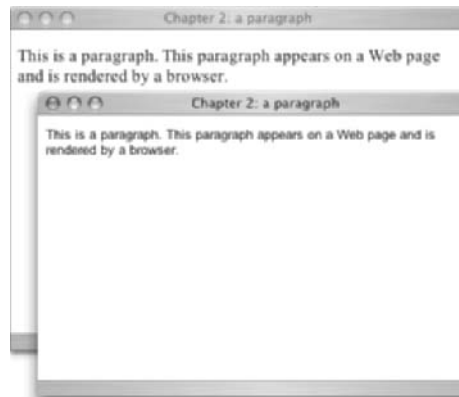 Chapter 2: a paragraph
This is a paragraph. This paragraph appears on a Web page
and is rendered by a browser.
Chapter 2: a paragraph
This is a paragraph. This paragraph appears on a Web page and is
rendered by a browser.